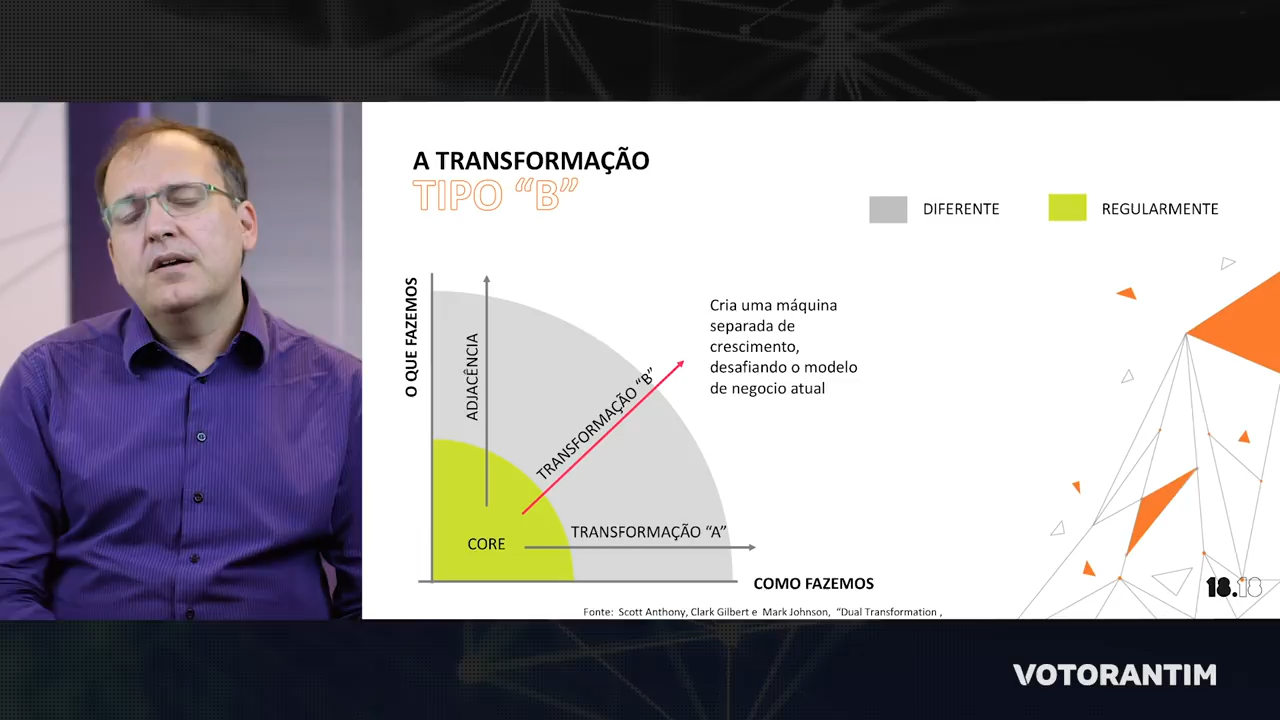 A TRANSFORMAÇÃO
TIPO “B”
DIFERENTE
REGULARMENTE
O QUE FAZEMOS
ADJACÊNCIA
TRANSFORMAÇÃO “B”
Cria uma máquina
separada de
crescimento,
desafiando o modelo
de negocio atual
CORE
TRANSFORMAÇÃO “A”
COMO FAZEMOS
Fonte: Scott Anthony, Clark Gilbert e Mark Johnson, “Dual Transformation ,
18.18
VOTORANTIM